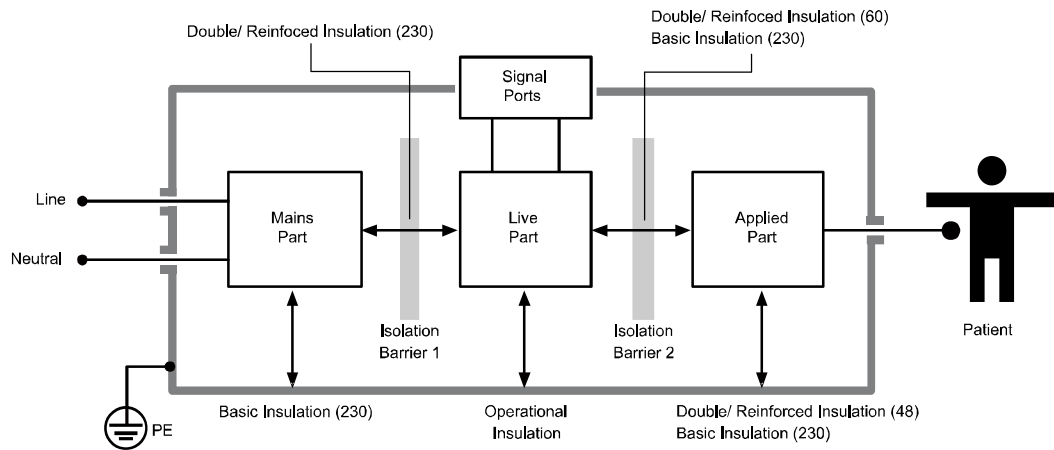 Double/ Reinfoced Insulation (60)
Basic Insulation (230)
Double/ Reinfoced Insulation (230)
Signal
Ports
Line
Neutral
Mains
Part
Live
Part
Applied
Part
Isolation
Barrier 1
Isolation
Barrier 2
Patient
PE
Basic Insulation (230)
Operational
Insulation
Double/ Reinforced Insulation (48)
Basic Insulation (230)